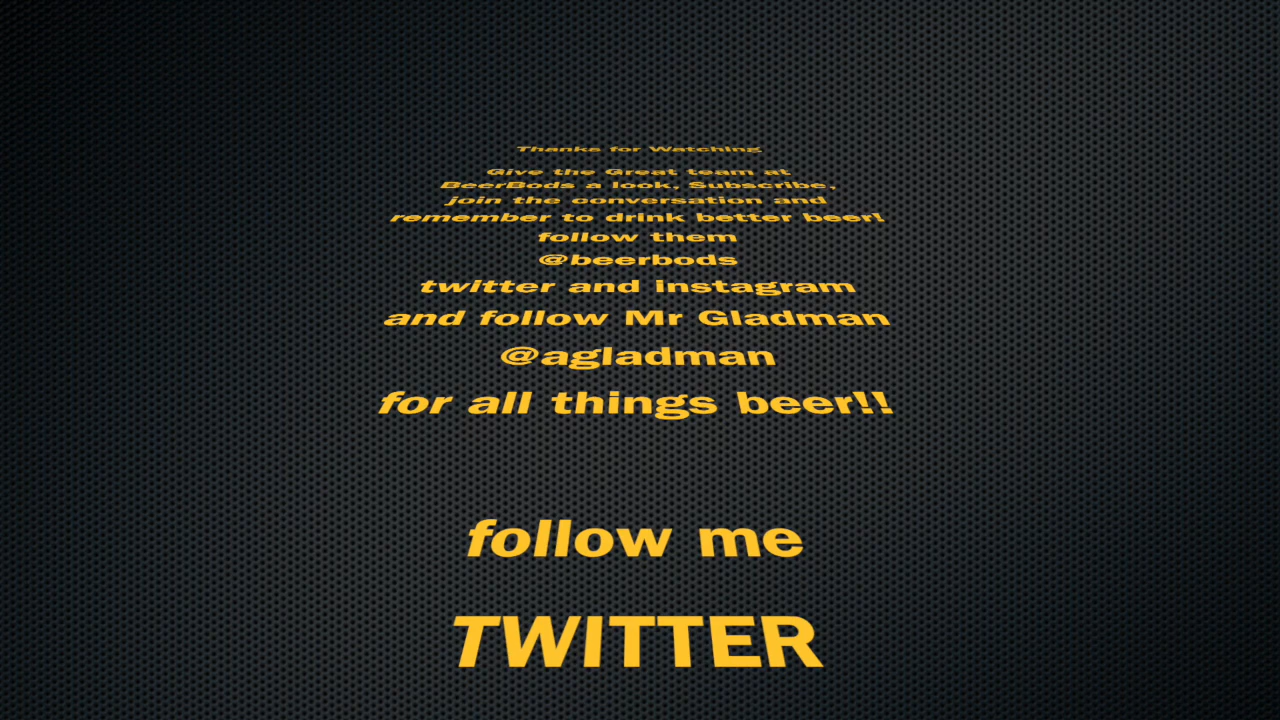 Thanks for Watching
Give the Great team at
BeerBods a look, Subscribe,
join the conversation and
remember to drink better beer!
follow them
@beerbods
twitter and instagram
and follow Mr Gladman
@agladman
for all things beer!!
follow me
TWITTER